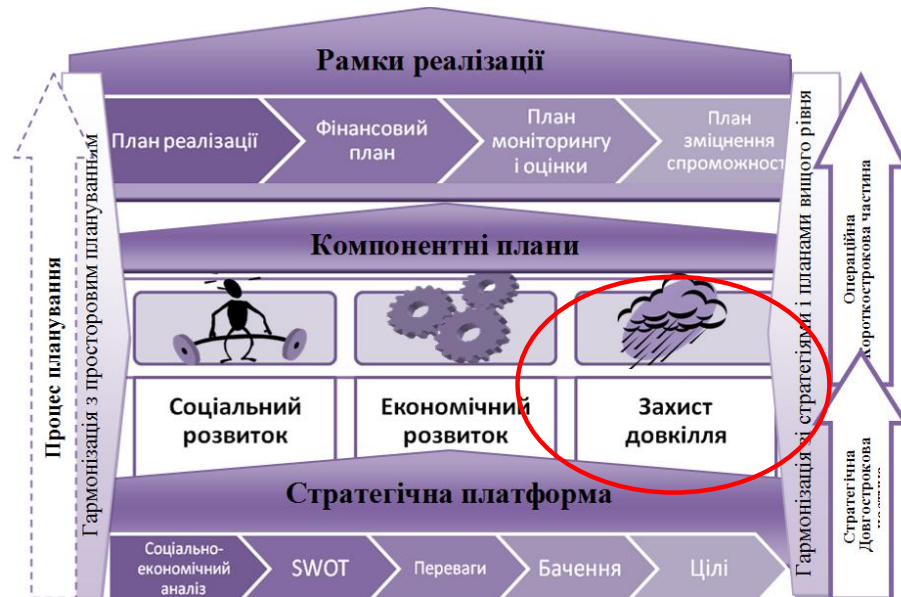 Рамки реалізації
План реалізації
Фінансовий
план
План
моніторингу
і оцінки
План
зміцнення
спроможност
Компонентні плани
Соціальний
розвиток
Економічний
розвиток
Захист
довкілля
Стратегічна платформа
Соціально-
економічний
аналіз
SWOT
Переваги
Бачення
Цілі
Процес планування
Гармонізація з просторовим плануванням
Гармонізація зі стратегіями і планами вищого рівня
Операційна
Короткострокова частина
Стратегічна
Довгострокова